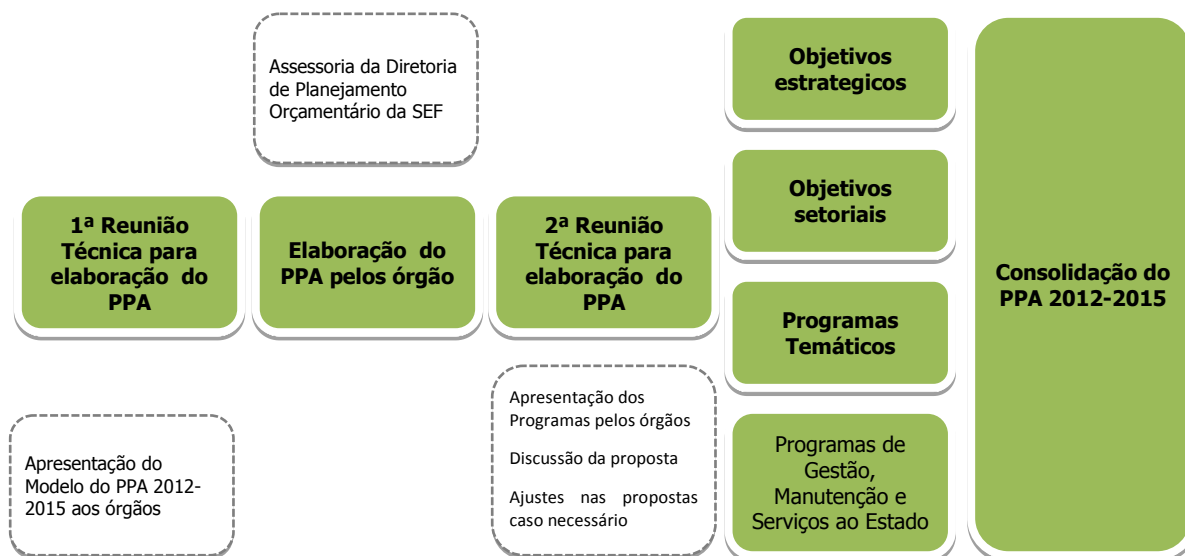 Assessoria da Diretoria
de Planejamento
Orçamentário da SEF
1ª Reunião
Técnica para
elaboração do
PPA
Elaboração do
PPA pelos órgão
2ª Reunião
Técnica para
elaboração do
PPA
Apresentação do
Modelo do PPA 2012-
2015 aos órgãos
Apresentação dos
Programas pelos órgãos
Discussão da proposta
Ajustes nas propostas
caso necessário
Objetivos
estrategicos
Objetivos
setoriais
Programas
Temáticos
Programas de
Gestão,
Manutenção e
Serviços ao Estado
Consolidação do
PPA 2012-2015